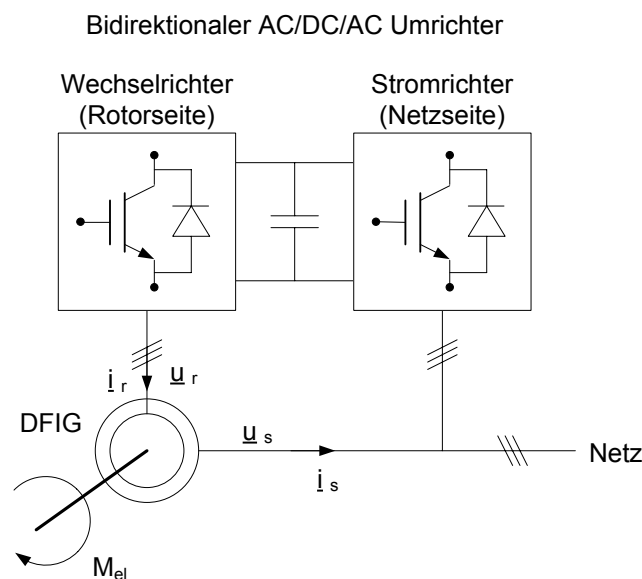 Bidirektionaler AC/DC/AC Umrichter
Wechselrichter
(Rotorseite)
Stromrichter
(Netzseite)
i r
u r
DFIG
u s
i s
Netz
Mel